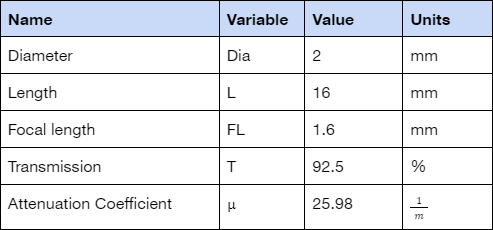 Name Variable Value Units
Diameter Dia 2 mm
Length L 16 mm
Focal length FL 1.6 mm
Transmission T 92.5 %
Attenuation Coefficient μ 25.98 1/m